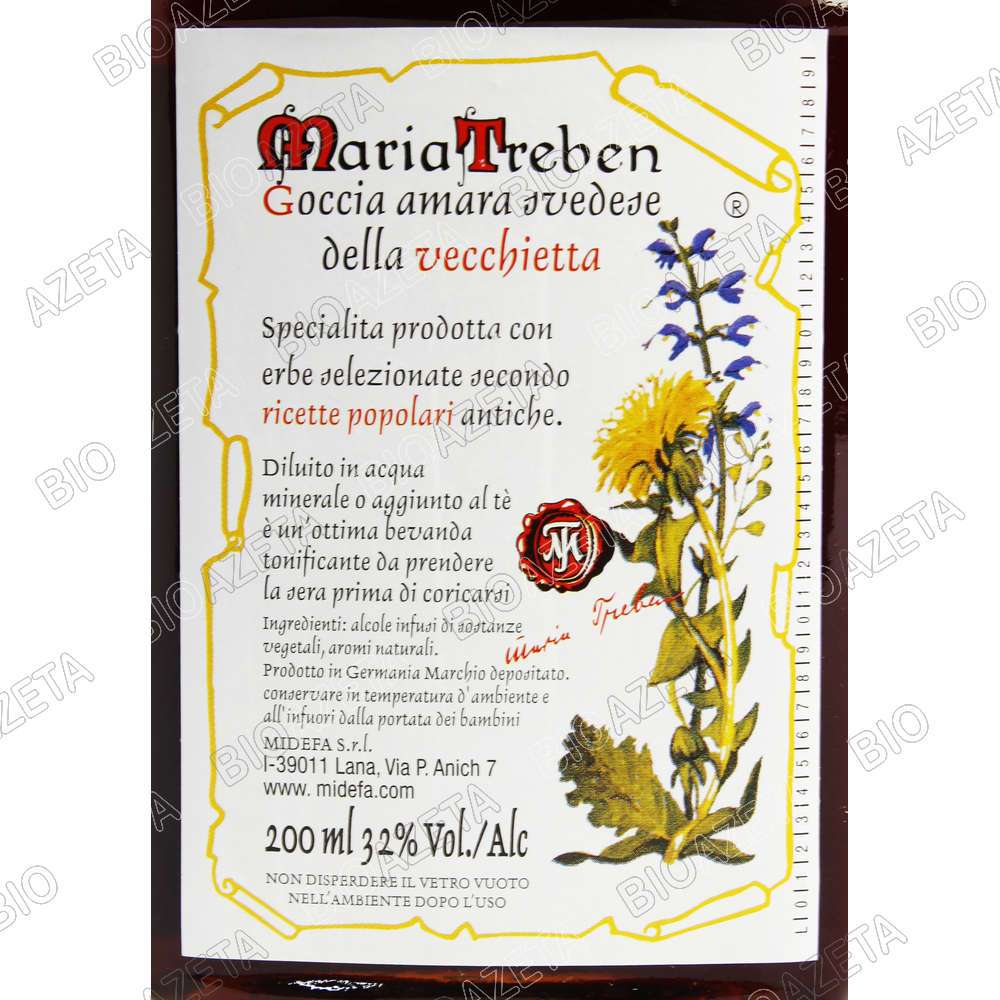 Maria Treben
Goccia amara svedese
®
della vecchietta
Specialita prodotta con
erbe selezionate secondo
ricette popolari antiche.
Diluito in acqua
minerale o aggiunto al tè
è un'ottima bevanda
tonificante da prendere
la sera prima di coricarsi
Ingredienti: alcole infusi di sostanze
vegetali, aromi naturali.
Prodotto in Germania Marchio depositato.
conservare in temperatura d'ambiente e
all'infuori dalla portata dei bambini
Maria Treben
MIDEFA S.r.l.
I-39011 Lana, Via P. Anich 7
www. midefa.com
200 ml 32% Vol./Alc
NON DISPERDERE IL VETRO VUOTO
NELL'AMBIENTE DOPO L'USO
BIOAZETA